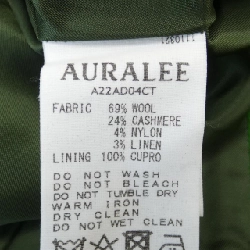 AURALEE
A22AD04CT
FABRIC 69% WOOL
24% CASHMERE
4% NYLON
3% LINEN
LINING 100% CUPRO
DO NOT WASH
DO NOT BLEACH
DO NOT TUMBLE DRY
WARM IRON
DRY CLEAN
DO NOT WET CLEAN